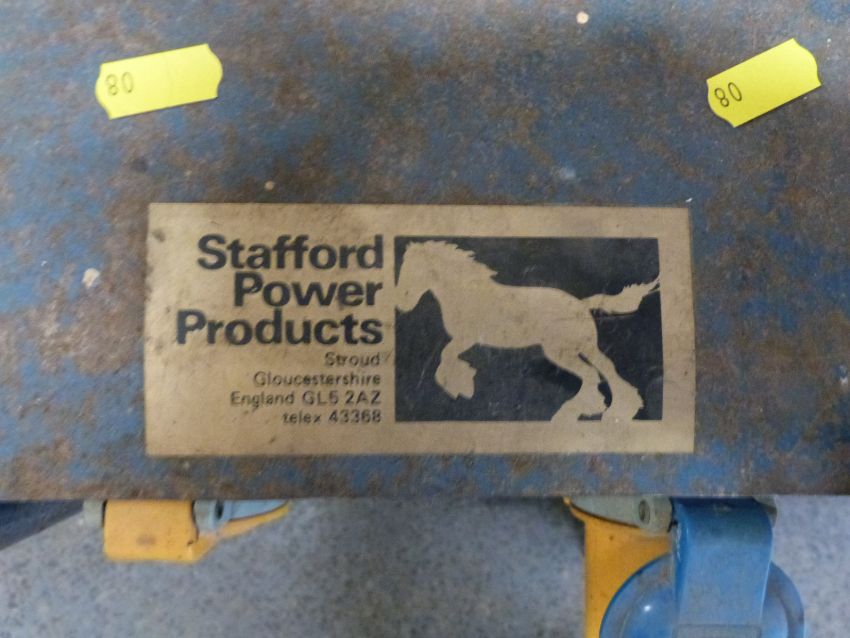 80
80
Stafford
Power
Products
Stroud
Gloucestershire
England GL5 2AZ
telex 43368